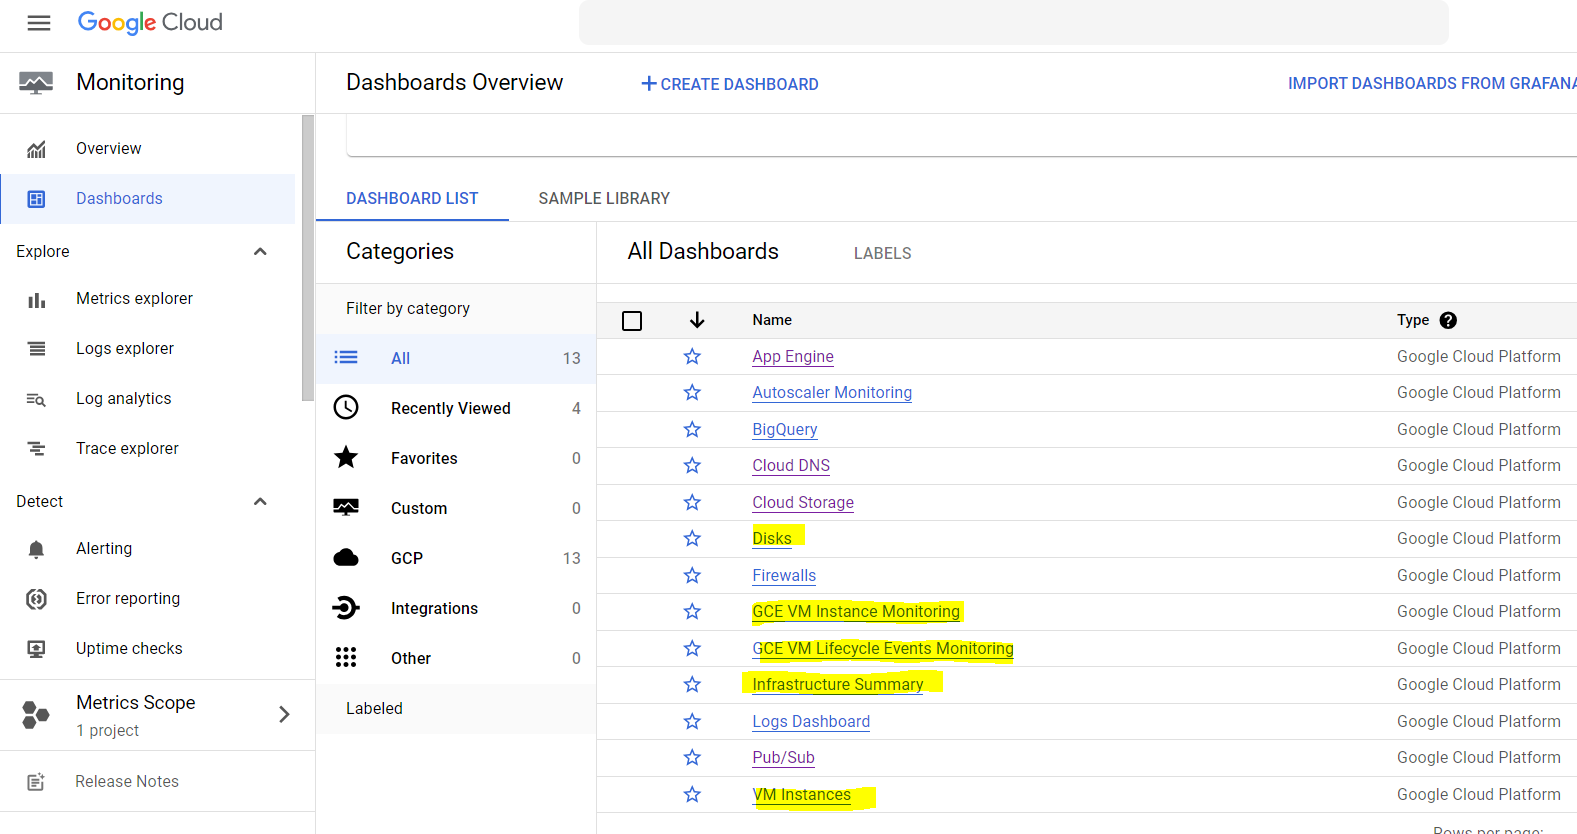 Google Cloud
Monitoring
Dashboards Overview
CREATE DASHBOARD
IMPORT DASHBOARDS FROM GRAFANA
Overview
Dashboards
Explore
Metrics explorer
Logs explorer
Log analytics
Trace explorer
Detect
Alerting
Error reporting
Uptime checks
Metrics Scope
1 project
Release Notes
DASHBOARD LIST
SAMPLE LIBRARY
Categories
Filter by category
All 13
Recently Viewed 4
Favorites 0
Custom 0
GCP 13
Integrations 0
Other 0
Labeled
All Dashboards
LABELS
Name Type ?
App Engine Google Cloud Platform
Autoscaler Monitoring Google Cloud Platform
BigQuery Google Cloud Platform
Cloud DNS Google Cloud Platform
Cloud Storage Google Cloud Platform
Disks Google Cloud Platform
Firewalls Google Cloud Platform
GCE VM Instance Monitoring Google Cloud Platform
GCE VM Lifecycle Events Monitoring Google Cloud Platform
Infrastructure Summary Google Cloud Platform
Logs Dashboard Google Cloud Platform
Pub/Sub Google Cloud Platform
VM Instances Google Cloud Platform
Rows per page: